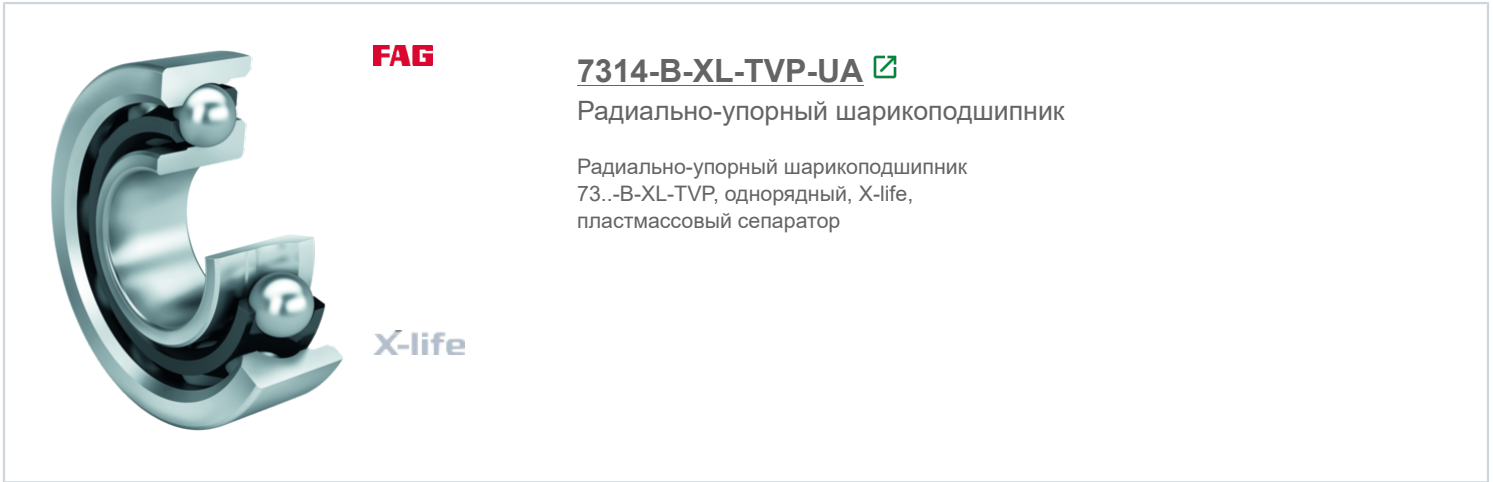 FAG
7314-B-XL-TVP-UA
Радиально-упорный шарикоподшипник
Радиально-упорный шарикоподшипник
73..-B-XL-TVP, однорядный, X-life,
пластмассовый сепаратор
X-life